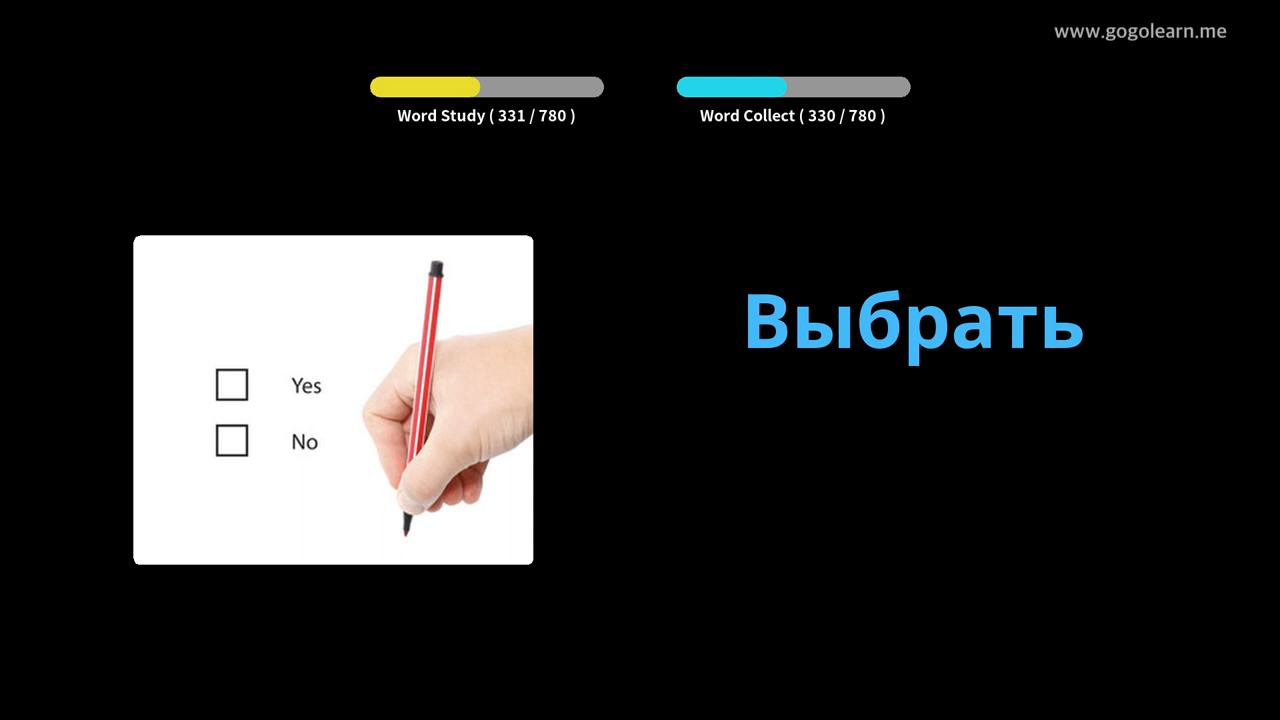 www.gogolearn.me
Word Study ( 331 / 780 )
Word Collect ( 330 / 780 )
Выбрать
Yes
No